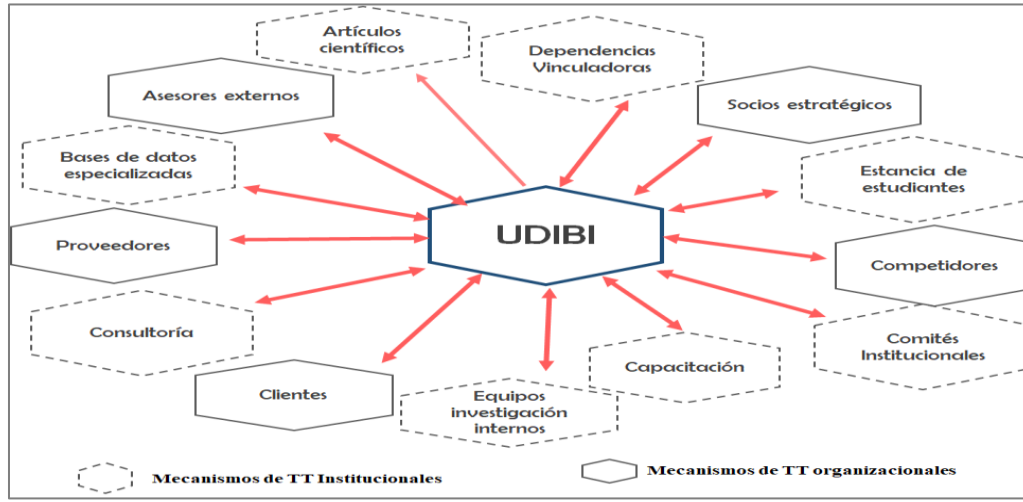 Artículos
científicos
Dependencias
Vinculadoras
Asesores externos
Socios estratégicos
Bases de datos
especializadas
Estancia de
estudiantes
UDIBI
Proveedores
Competidores
Consultoría
Comités
Institucionales
Capacitación
Clientes
Equipos
investigación
internos
Mecanismos de TT Institucionales
Mecanismos de TT organizacionales